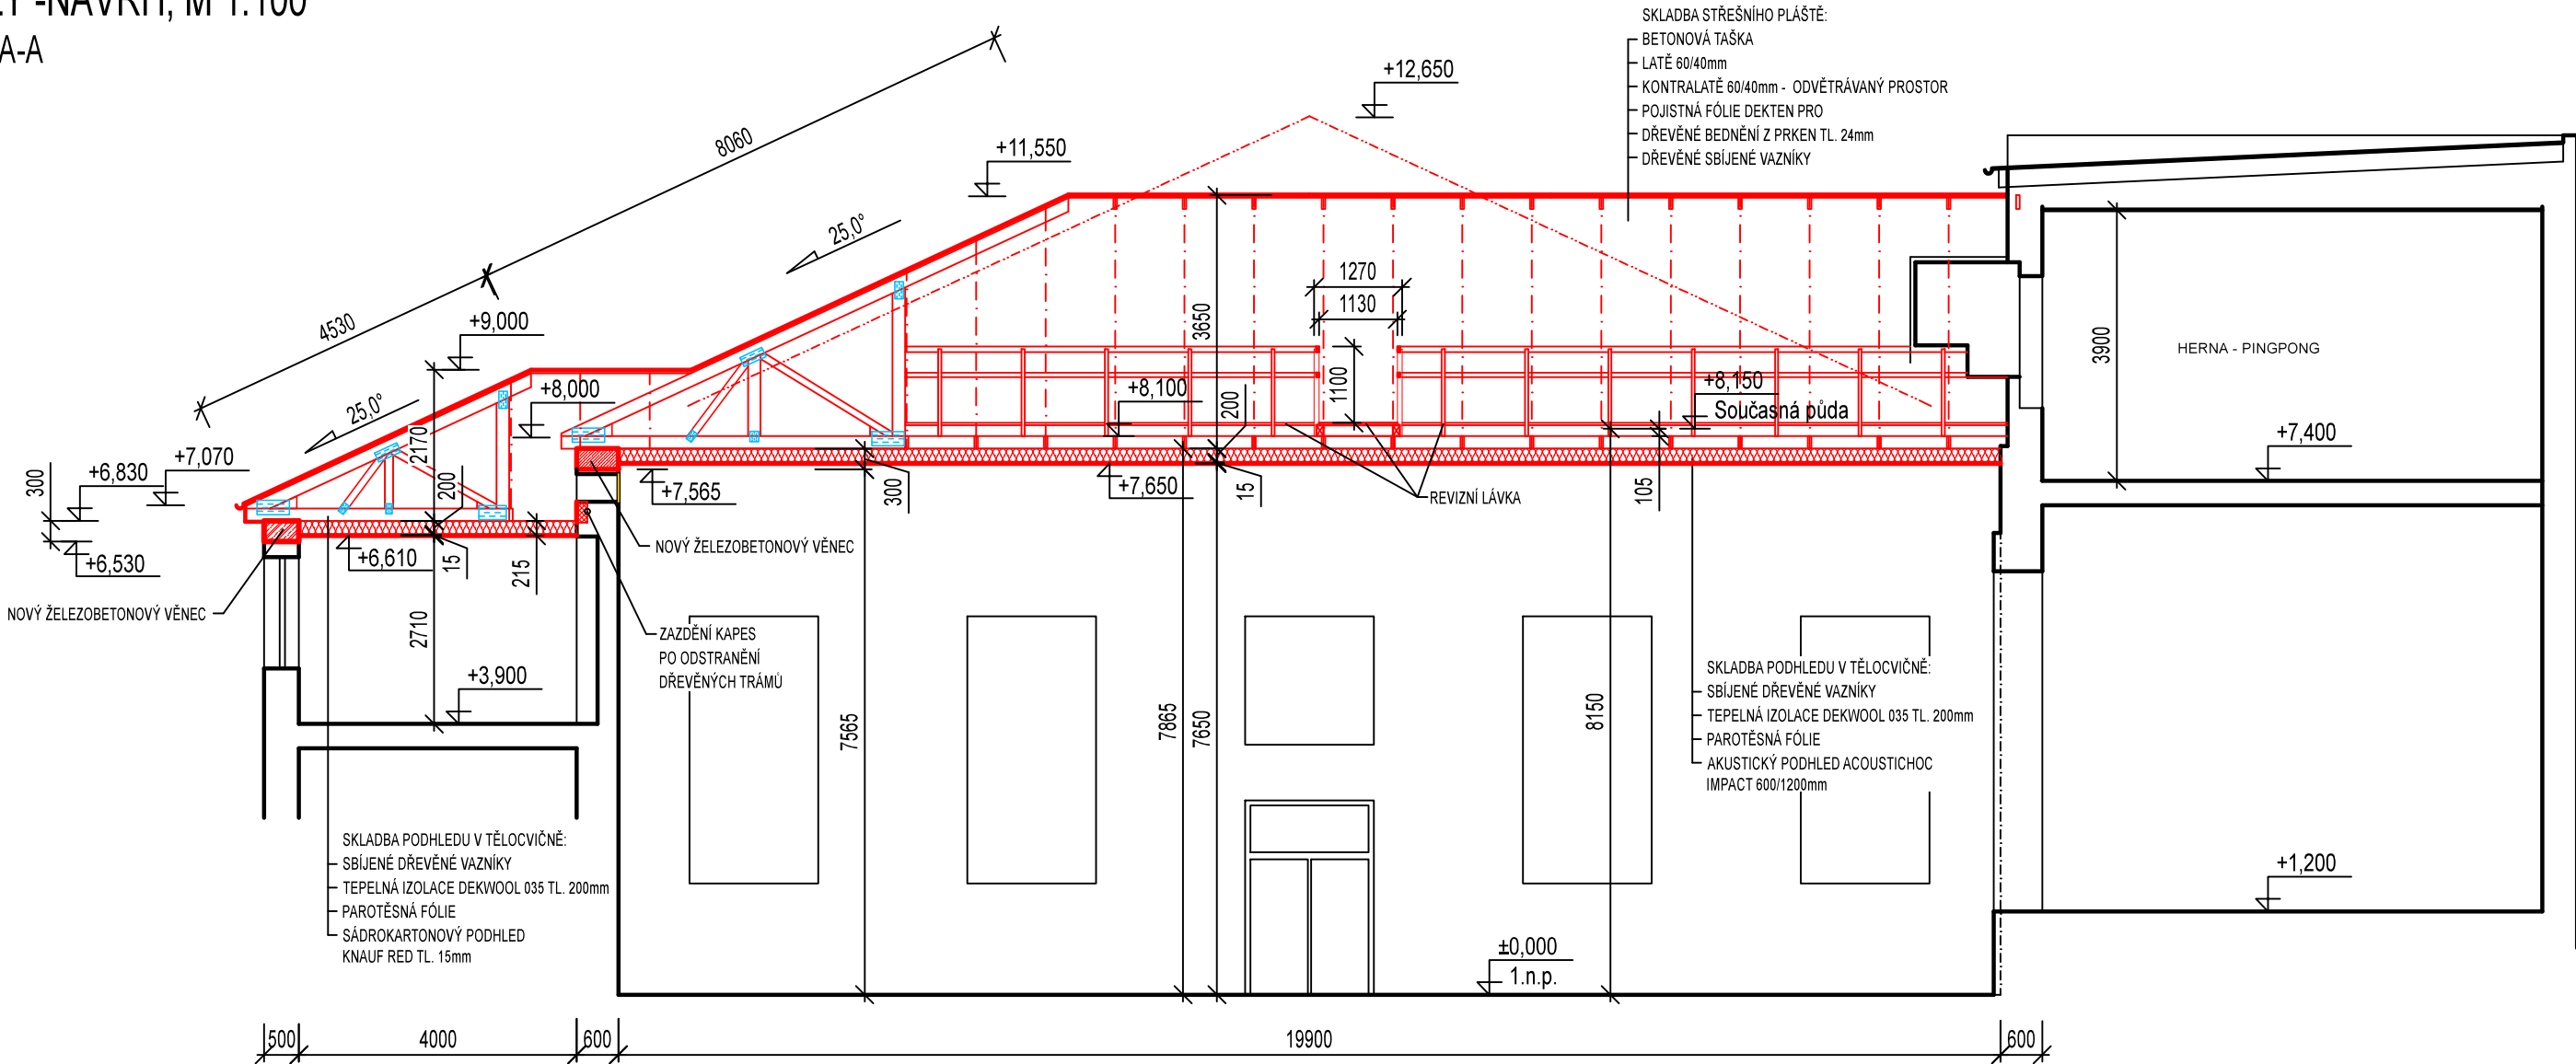 -NÁVRH, M 1:100
A-A
SKLADBA STŘEŠNÍHO PLÁŠTĚ:
BETONOVÁ TAŠKA
LATĚ 60/40mm
KONTRALATĚ 60/40mm - ODVĚTRÁVANÝ PROSTOR
POJISTNÁ FÓLIE DEKTEN PRO
DŘEVĚNÉ BEDNĚNÍ Z PRKEN TL. 24mm
DŘEVĚNÉ SBÍJENÉ VAZNÍKY
+12,650
+11,550
8060
4530
25,0°
25,0°
+9,000
+8,000
+7,070
+6,830
300
+6,530
2170
200
+6,610
15
215
2710
+3,900
NOVÝ ŽELEZOBETONOVÝ VĚNEC
1270
1130
3650
1100
+8,100
200
+8,150
Současná půda
+7,565
300
+7,650
15
105
REVIZNÍ LÁVKA
NOVÝ ŽELEZOBETONOVÝ VĚNEC
ZAZDĚNÍ KAPES
PO ODSTRANĚNÍ
DŘEVĚNÝCH TRÁMŮ
3900
HERNA - PINGPONG
+7,400
+1,200
7565
7865
7650
8150
SKLADBA PODHLEDU V TĚLOCVIČNĚ:
SBÍJENÉ DŘEVĚNÉ VAZNÍKY
TEPELNÁ IZOLACE DEKWOOL 035 TL. 200mm
PAROTĚSNÁ FÓLIE
AKUSTICKÝ PODHLED ACOUSTICHOC
IMPACT 600/1200mm
SKLADBA PODHLEDU V TĚLOCVIČNĚ:
SBÍJENÉ DŘEVĚNÉ VAZNÍKY
TEPELNÁ IZOLACE DEKWOOL 035 TL. 200mm
PAROTĚSNÁ FÓLIE
SÁDROKARTONOVÝ PODHLED
KNAUF RED TL. 15mm
±0,000
1.n.p.
500
4000
600
19900
600